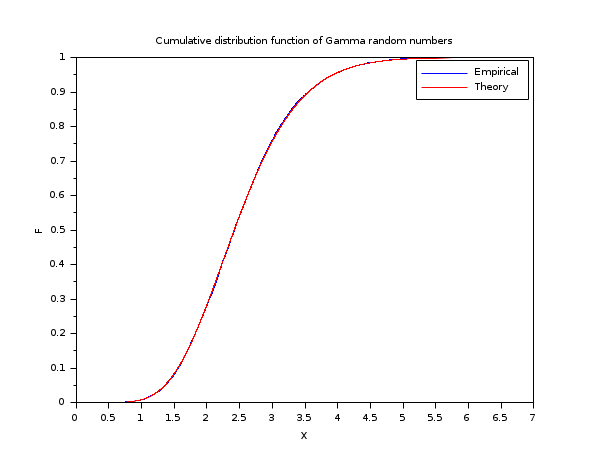 Cumulative distribution function of Gamma random numbers
1
0.9
0.8
0.7
0.6
0.5
0.4
0.3
0.2
0.1
0
F
Empirical
Theory
0 0.5 1 1.5 2 2.5 3 3.5 4 4.5 5 5.5 6 6.5 7
X